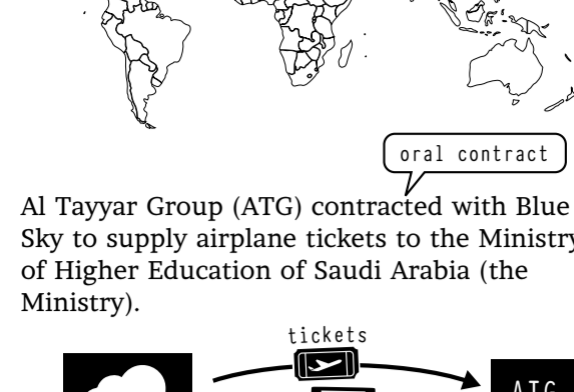 oral contract
Al Tayyar Group (ATG) contracted with Blue
Sky to supply airplane tickets to the Ministry
of Higher Education of Saudi Arabia (the
Ministry).
tickets
ATG